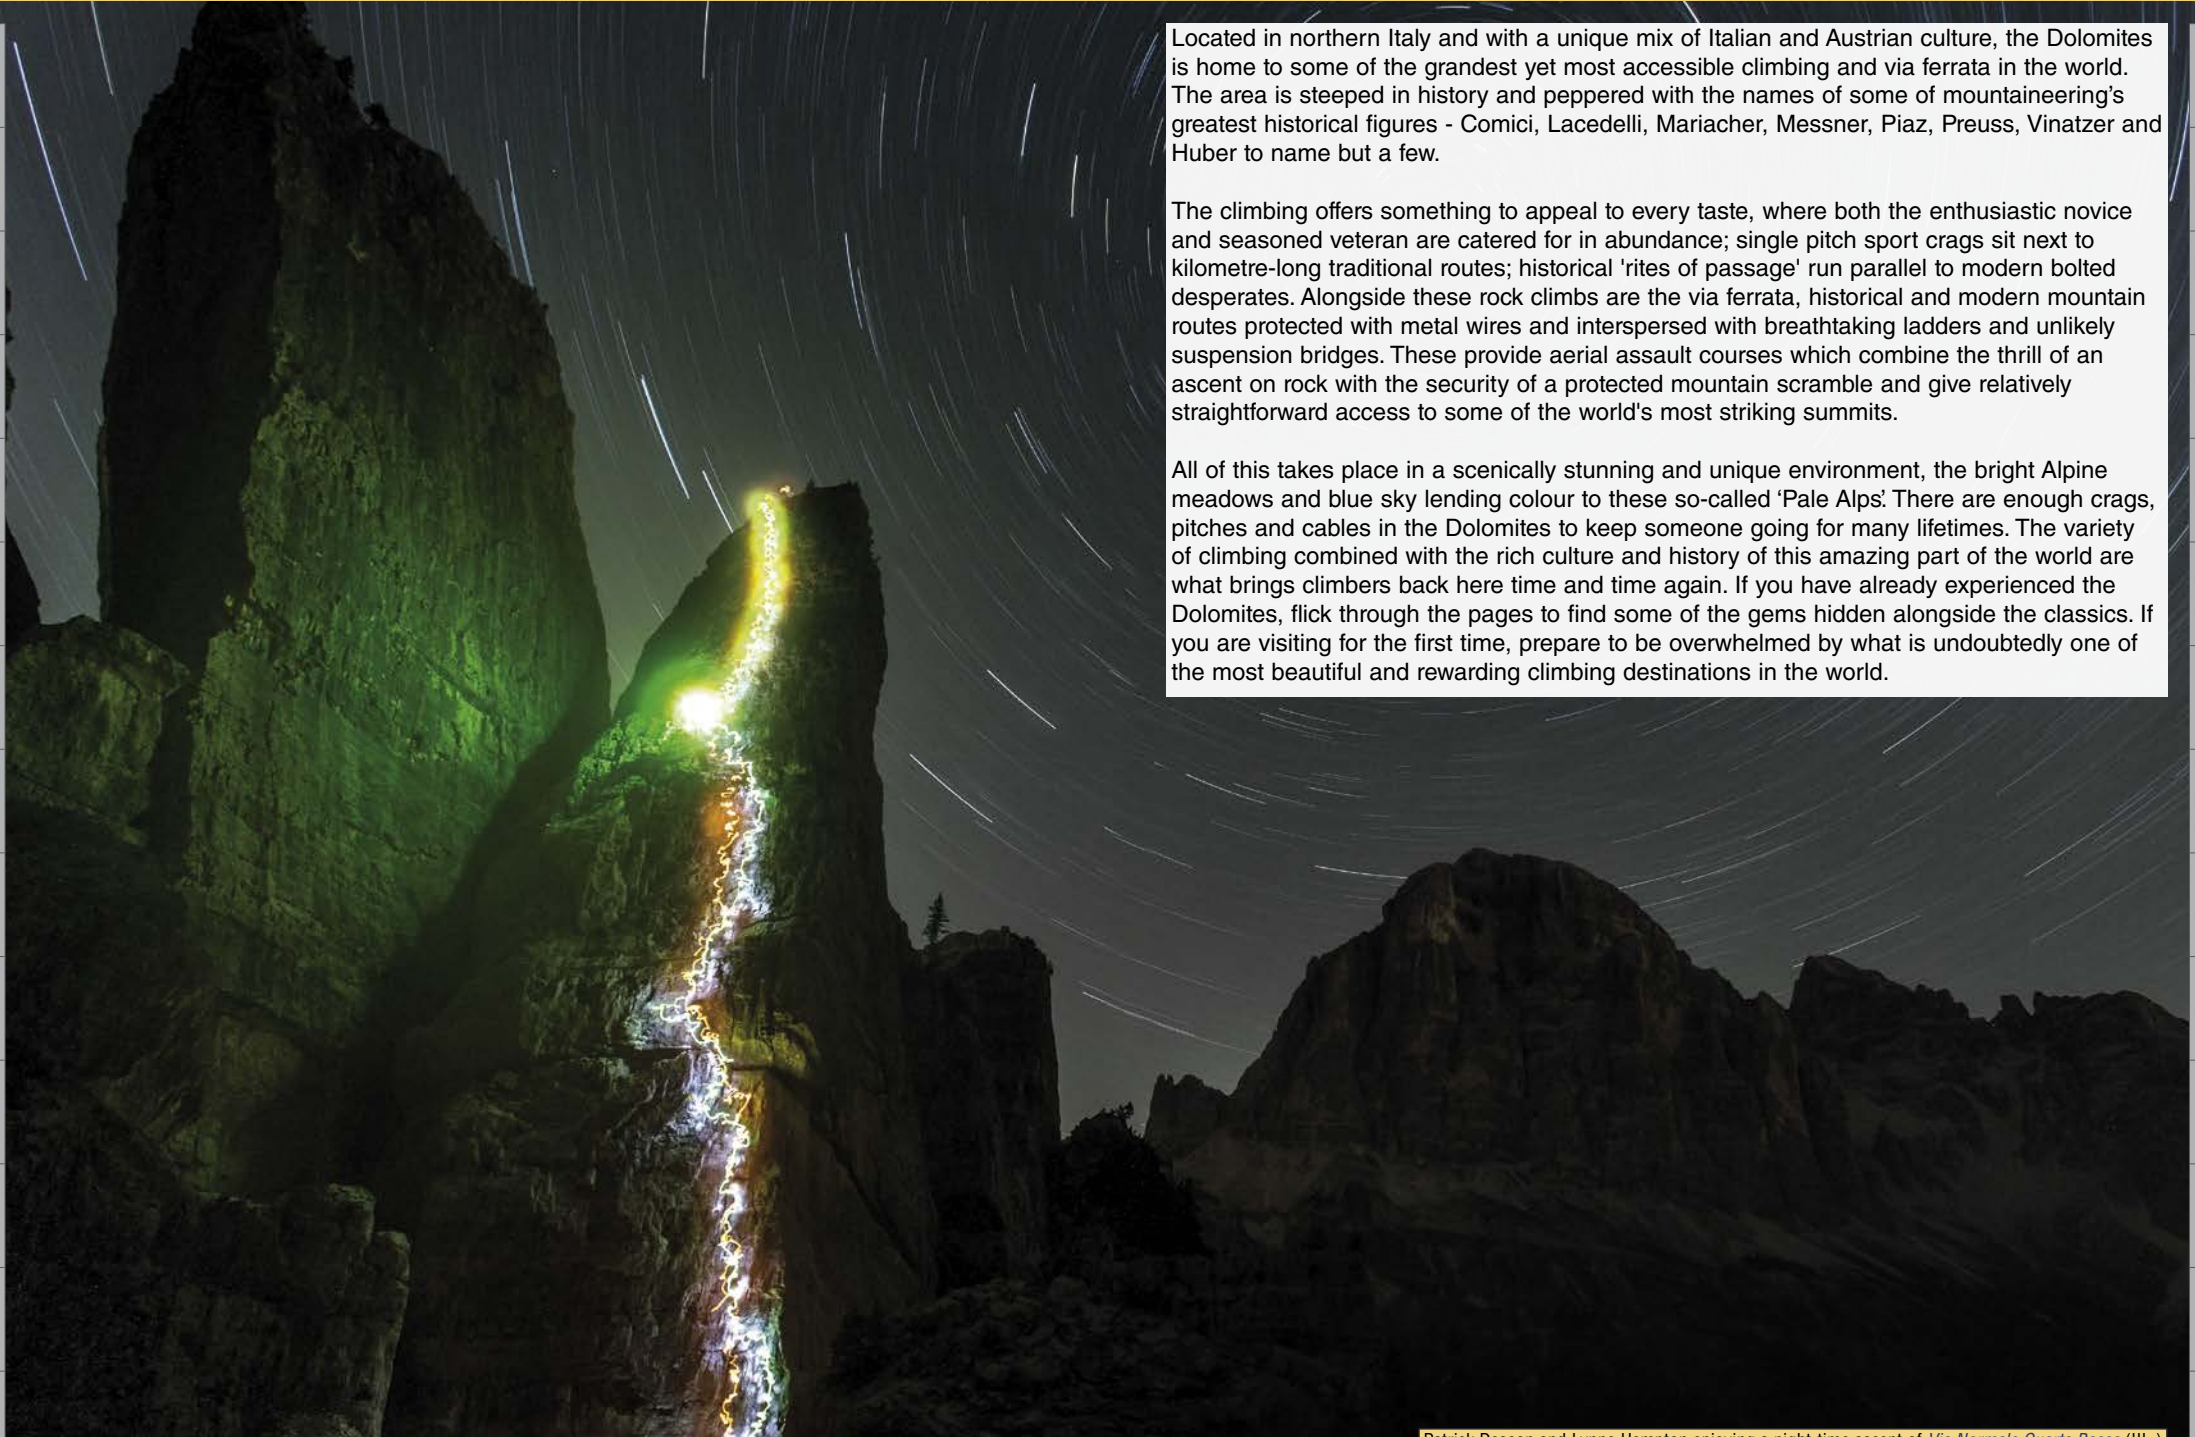 Located in northern Italy and with a unique mix of Italian and Austrian culture, the Dolomites
is home to some of the grandest yet most accessible climbing and via ferrata in the world.
The area is steeped in history and peppered with the names of some of mountaineering’s
greatest historical figures - Comici, Lacedelli, Mariacher, Messner, Piaz, Preuss, Vinatzer and
Huber to name but a few.
The climbing offers something to appeal to every taste, where both the enthusiastic novice
and seasoned veteran are catered for in abundance; single pitch sport crags sit next to
kilometre-long traditional routes; historical 'rites of passage' run parallel to modern bolted
desperates. Alongside these rock climbs are the via ferrata, historical and modern mountain
routes protected with metal wires and interspersed with breathtaking ladders and unlikely
suspension bridges. These provide aerial assault courses which combine the thrill of an
ascent on rock with the security of a protected mountain scramble and give relatively
straightforward access to some of the world's most striking summits.
All of this takes place in a scenically stunning and unique environment, the bright Alpine
meadows and blue sky lending colour to these so-called ‘Pale Alps’. There are enough crags,
pitches and cables in the Dolomites to keep someone going for many lifetimes. The variety
of climbing combined with the rich culture and history of this amazing part of the world are
what brings climbers back here time and time again. If you have already experienced the
Dolomites, flick through the pages to find some of the gems hidden alongside the classics. If
you are visiting for the first time, prepare to be overwhelmed by what is undoubtedly one of
the most beautiful and rewarding climbing destinations in the world.